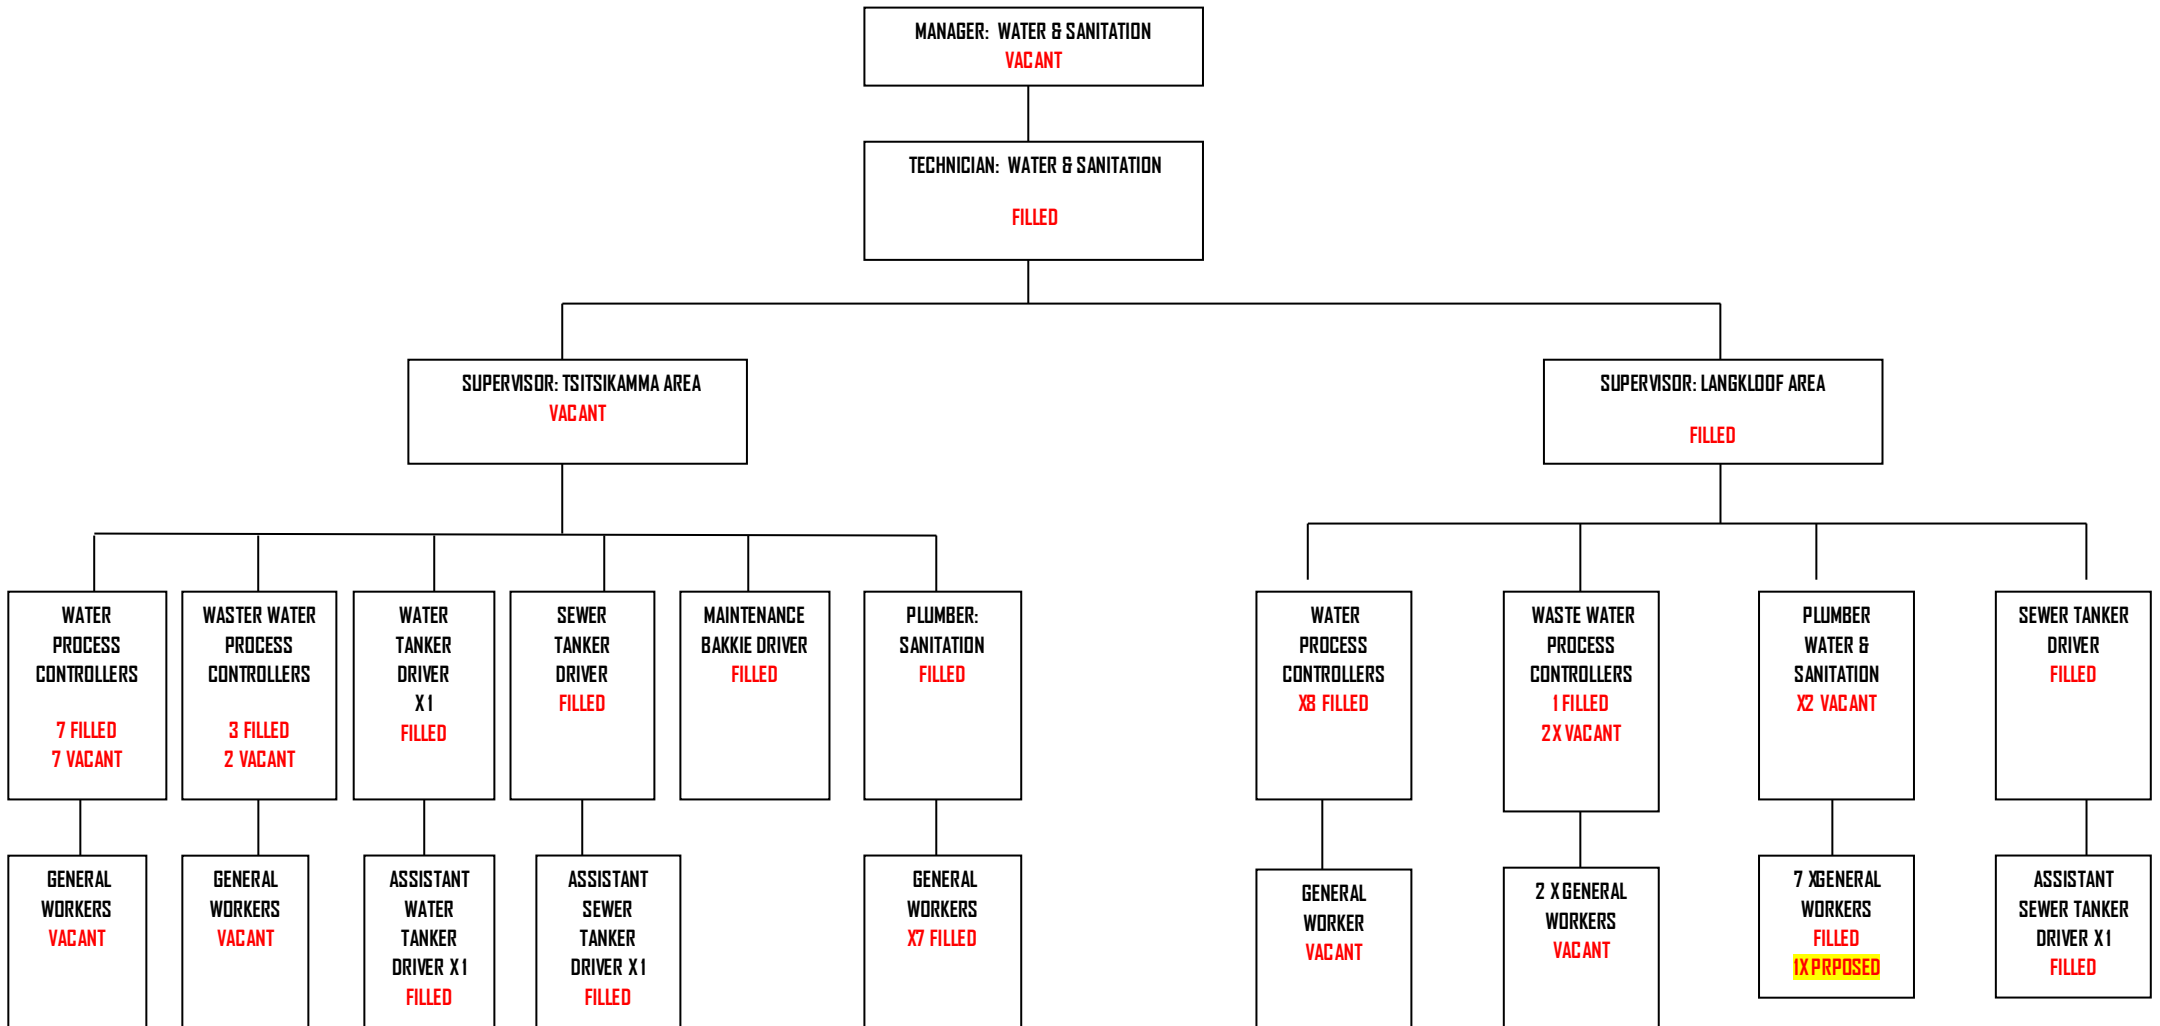 MANAGER: WATER & SANITATION
VACANT
TECHNICIAN: WATER & SANITATION
FILLED
SUPERVISOR: TSITSIKAMMA AREA
VACANT
SUPERVISOR: LANGKLOOF AREA
FILLED
WATER
PROCESS
CONTROLLERS
7 FILLED
7 VACANT
WASTER WATER
PROCESS
CONTROLLERS
3 FILLED
2 VACANT
WATER
TANKER
DRIVER
X 1
FILLED
SEWER
TANKER
DRIVER
FILLED
MAINTENANCE
BAKKIE DRIVER
FILLED
PLUMBER:
SANITATION
FILLED
WATER
PROCESS
CONTROLLERS
X8 FILLED
WASTE WATER
PROCESS
CONTROLLERS
1 FILLED
2 X VACANT
PLUMBER
WATER &
SANITATION
X2 VACANT
SEWER TANKER
DRIVER
FILLED
GENERAL
WORKERS
VACANT
GENERAL
WORKERS
VACANT
ASSISTANT
WATER
TANKER
DRIVER X 1
FILLED
ASSISTANT
SEWER
TANKER
DRIVER X 1
FILLED
GENERAL
WORKERS
X7 FILLED
GENERAL
WORKER
VACANT
2 X GENERAL
WORKERS
VACANT
7 XGENERAL
WORKERS
FILLED
1X PRPOSED
ASSISTANT
SEWER TANKER
DRIVER X 1
FILLED